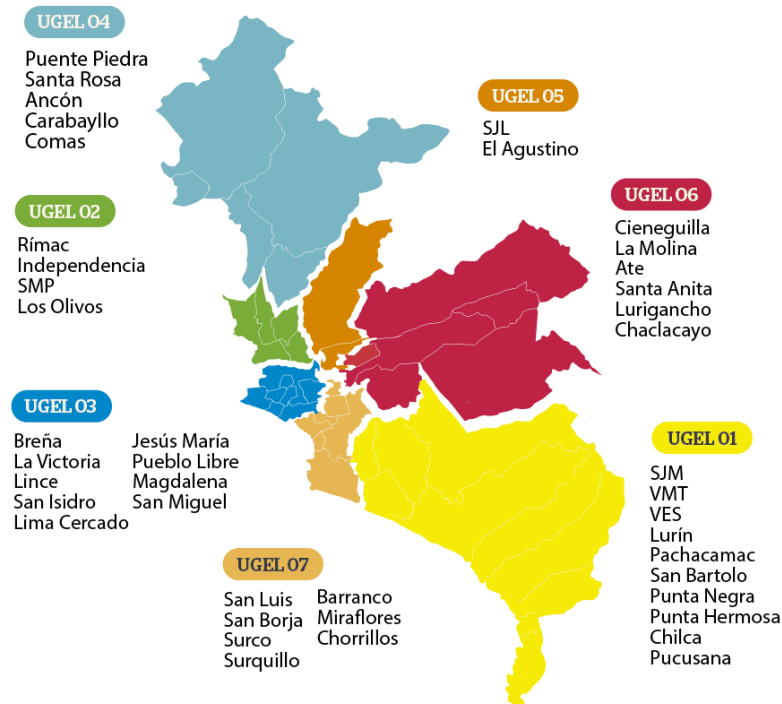 UGEL 04
Puente Piedra
Santa Rosa
Ancón
Carabayllo
Comas
UGEL 05
SJL
El Agustino
UGEL 06
Cieneguilla
La Molina
Ate
Santa Anita
Lurigancho
Chaclacayo
UGEL 02
Rímac
Independencia
SMP
Los Olivos
UGEL 03
Breña
La Victoria
Lince
San Isidro
Lima Cercado
Jesús María
Pueblo Libre
Magdalena
San Miguel
UGEL 01
SJM
VMT
VES
Lurín
Pachacamac
San Bartolo
Punta Negra
Punta Hermosa
Chilca
Pucusana
UGEL 07
San Luis
San Borja
Surco
Surquillo
Barranco
Miraflores
Chorrillos